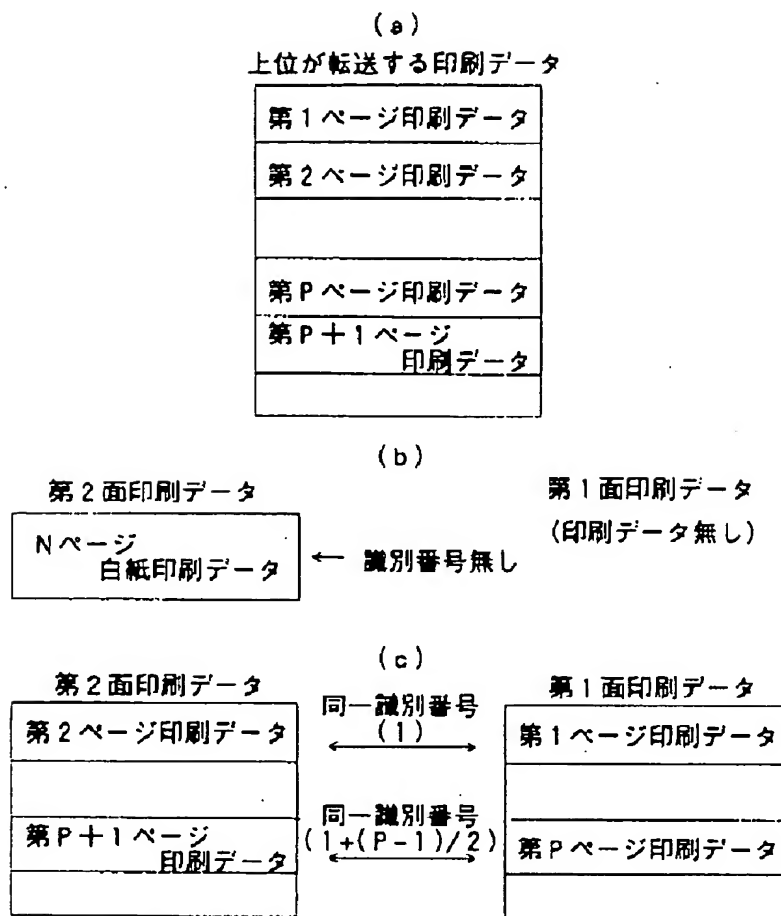 (a)
上位が転送する印刷データ
第1ページ印刷データ
第2ページ印刷データ
第Pページ印刷データ
第P+1ページ
印刷データ
(b)
第2面印刷データ
第1面印刷データ
(印刷データ無し)
Nページ
白紙印刷データ
← 識別番号無し
(c)
第2面印刷データ
同一識別番号
(1)
第1面印刷データ
第2ページ印刷データ
第1ページ印刷データ
同一識別番号
(1+(P-1)/2)
第P+1ページ
印刷データ
第Pページ印刷データ